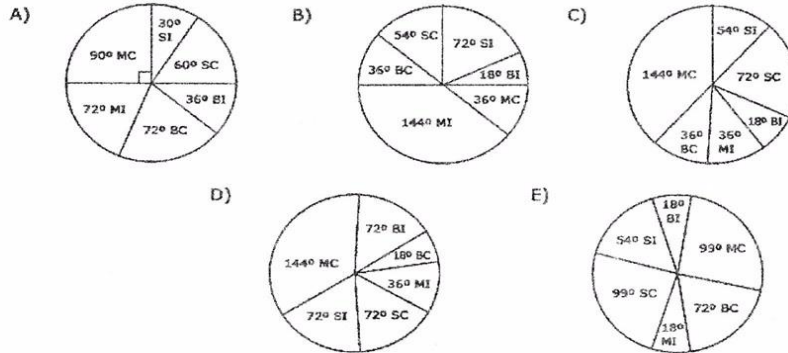 A)
30º SI
90º MC
60º SC
36º BI
72º MI
72º BC
B)
54º SC
72º SI
36º BC
18º BI
36º MC
144º MI
C)
54º SI
144º MC
72º SC
18º BI
36º BC
36º MI
D)
72º BI
144º MC
18º BC
36º MI
72º SI
72º SC
E)
18º BI
54º SI
99º MC
99º SC
72º BC
18º MI